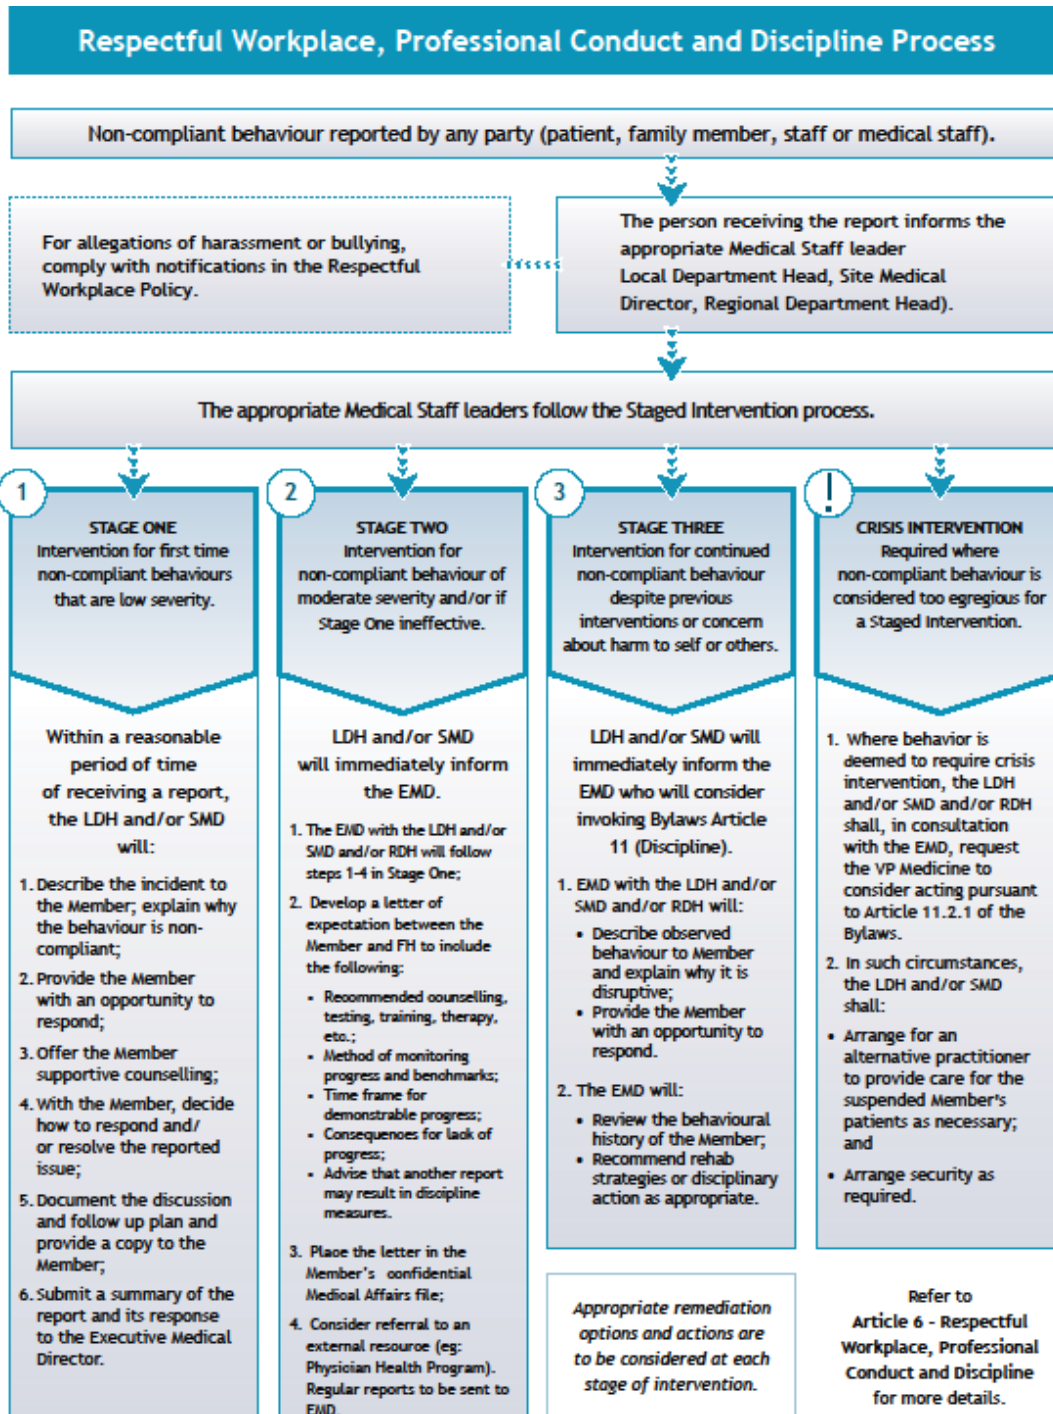 Respectful Workplace, Professional Conduct and Discipline Process
Non-compliant behaviour reported by any party (patient, family member, staff or medical staff).
For allegations of harassment or bullying,
comply with notifications in the Respectful
Workplace Policy.
The person receiving the report informs the
appropriate Medical Staff leader
Local Department Head, Site Medical
Director, Regional Department Head).
The appropriate Medical Staff leaders follow the Staged Intervention process.
1
STAGE ONE
Intervention for first time
non-compliant behaviours
that are low severity.
Within a reasonable
period of time
of receiving a report,
the LDH and/or SMD
will:
1. Describe the incident to
the Member; explain why
the behaviour is non-
compliant;
2. Provide the Member
with an opportunity to
respond;
3. Offer the Member
supportive counselling;
4. With the Member, decide
how to respond and/
or resolve the reported
issue;
5. Document the discussion
and follow up plan and
provide a copy to the
Member;
6. Submit a summary of the
report and its response
to the Executive Medical
Director.
2
STAGE TWO
Intervention for
non-compliant behaviour of
moderate severity and/or if
Stage One ineffective.
LDH and/or SMD
will immediately inform
the EMD.
1. The EMD with the LDH and/or
SMD and/or RDH will follow
steps 1-4 in Stage One;
2. Develop a letter of
expectation between the
Member and FH to include
the following:
• Recommended counselling,
testing, training, therapy,
etc.;
• Method of monitoring
progress and benchmarks;
• Time frame for
demonstrable progress;
• Consequences for lack of
progress;
• Advise that another report
may result in discipline
measures.
3. Place the letter in the
Member's confidential
Medical Affairs file;
4. Consider referral to an
external resource (eg:
Physician Health Program).
Regular reports to be sent to
EMD.
3
STAGE THREE
Intervention for continued
non-compliant behaviour
despite previous
interventions or concern
about harm to self or others.
LDH and/or SMD will
immediately inform the
EMD who will consider
invoking Bylaws Article
11 (Discipline).
1. EMD with the LDH and/or
SMD and/or RDH will:
• Describe observed
behaviour to Member
and explain why it is
disruptive;
• Provide the Member
with an opportunity to
respond.
2. The EMD will:
• Review the behavioural
history of the Member;
• Recommend rehab
strategies or disciplinary
action as appropriate.
Appropriate remediation
options and actions are
to be considered at each
stage of intervention.
!
CRISIS INTERVENTION
Required where
non-compliant behaviour is
considered too egregious for
a Staged Intervention.
1. Where behavior is
deemed to require crisis
intervention, the LDH
and/or SMD and/or RDH
shall, in consultation
with the EMD, request
the VP Medicine to
consider acting pursuant
to Article 11.2.1 of the
Bylaws.
2. In such circumstances,
the LDH and/or SMD
shall:
• Arrange for an
alternative practitioner
to provide care for the
suspended Member's
patients as necessary;
and
• Arrange security as
required.
Refer to
Article 6 - Respectful
Workplace, Professional
Conduct and Discipline
for more details.